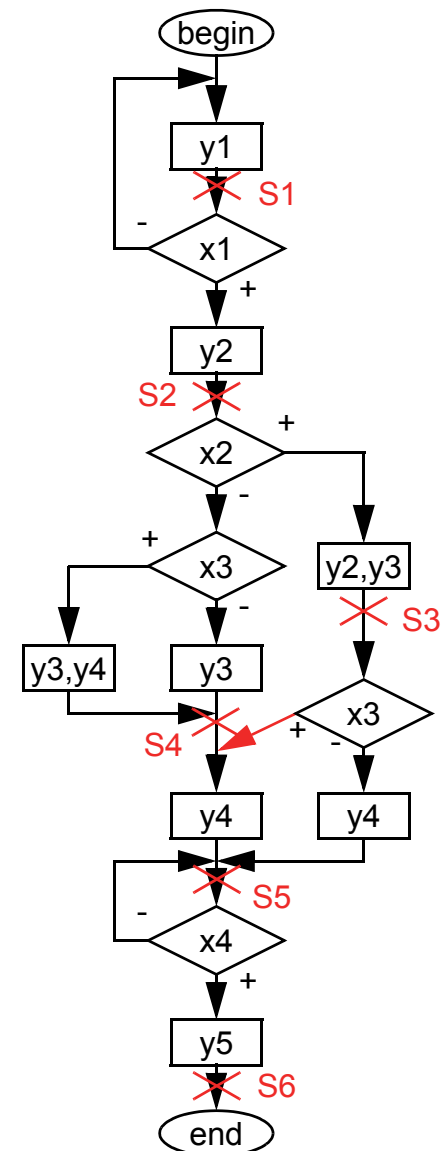 begin
y1
S1
-
x1
+
y2
S2
+
x2
-
+
x3
-
y2,y3
S3
y3,y4
y3
x3
S4
+
-
y4
y4
S5
-
x4
+
y5
S6
end